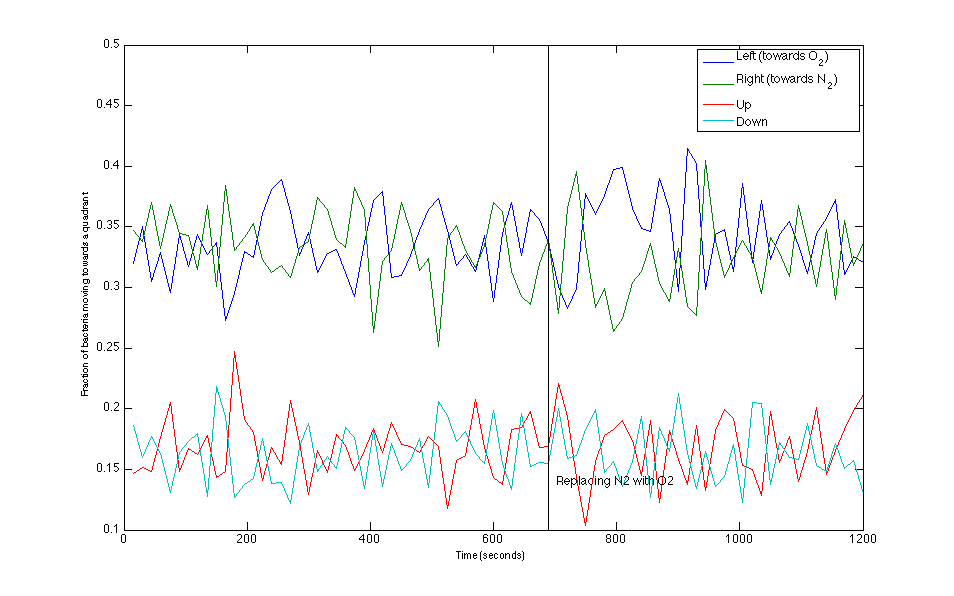 0.5
Left (towards O2)
Right (towards N2)
Up
Down
0.45
0.4
0.35
0.3
0.25
0.2
0.15
0.1
Fraction of bacteria moving towards a quadrant
Replacing N2 with O2
0 200 400 600 800 1000 1200
Time (seconds)